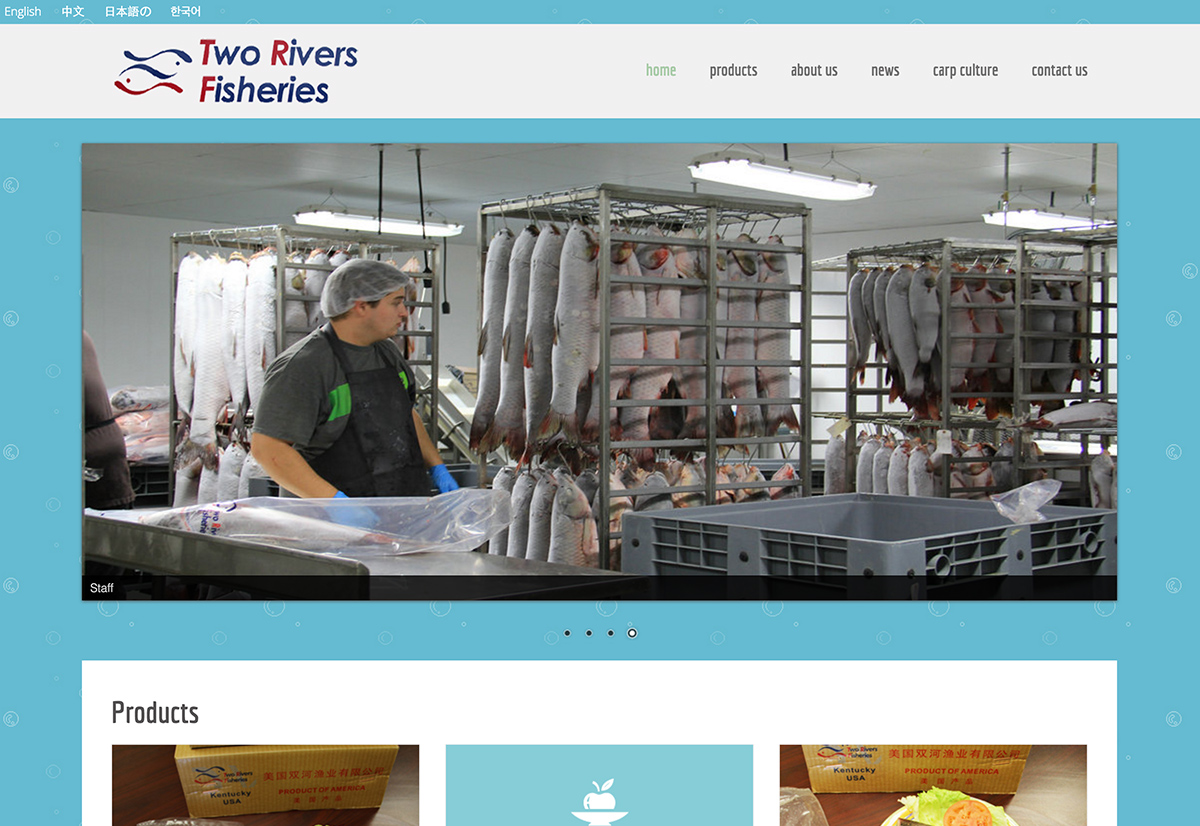 English 中文 日本語の 한국어
Two Rivers
Fisheries
home products about us news carp culture contact us
Staff
Products
Two Rivers
Fisheries
美国双河渔业有限公司
Kentucky
USA
PRODUCT OF AMERICA
美国产品
Two Rivers
Fisheries
美国双河渔业有限公司
Kentucky
USA
PRODUCT OF AMERICA
美国产品